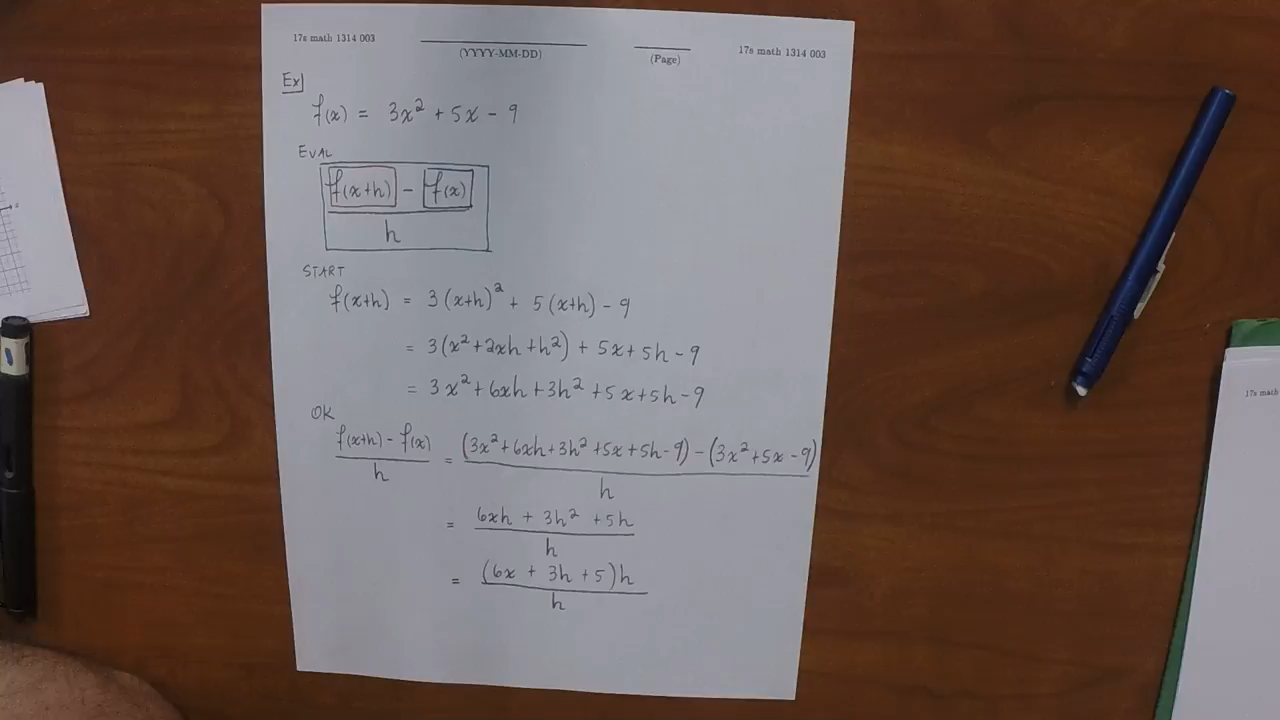 17s math 1314 003 (YYYY-MM-DD) (Page) 17s math 1314 003
Ex
f(x) = 3x² + 5x - 9
EVAL
f(x+h) - f(x)
h
START
f(x+h) = 3(x+h)² + 5(x+h) - 9
= 3(x²+2xh+h²) + 5x+5h-9
= 3x²+6xh+3h²+5x+5h-9
OK
f(x+h) - f(x) = (3x²+6xh+3h²+5x+5h-9)-(3x²+5x-9)
h h
= 6xh + 3h² + 5h
h
= (6x + 3h + 5)h
h
17s math